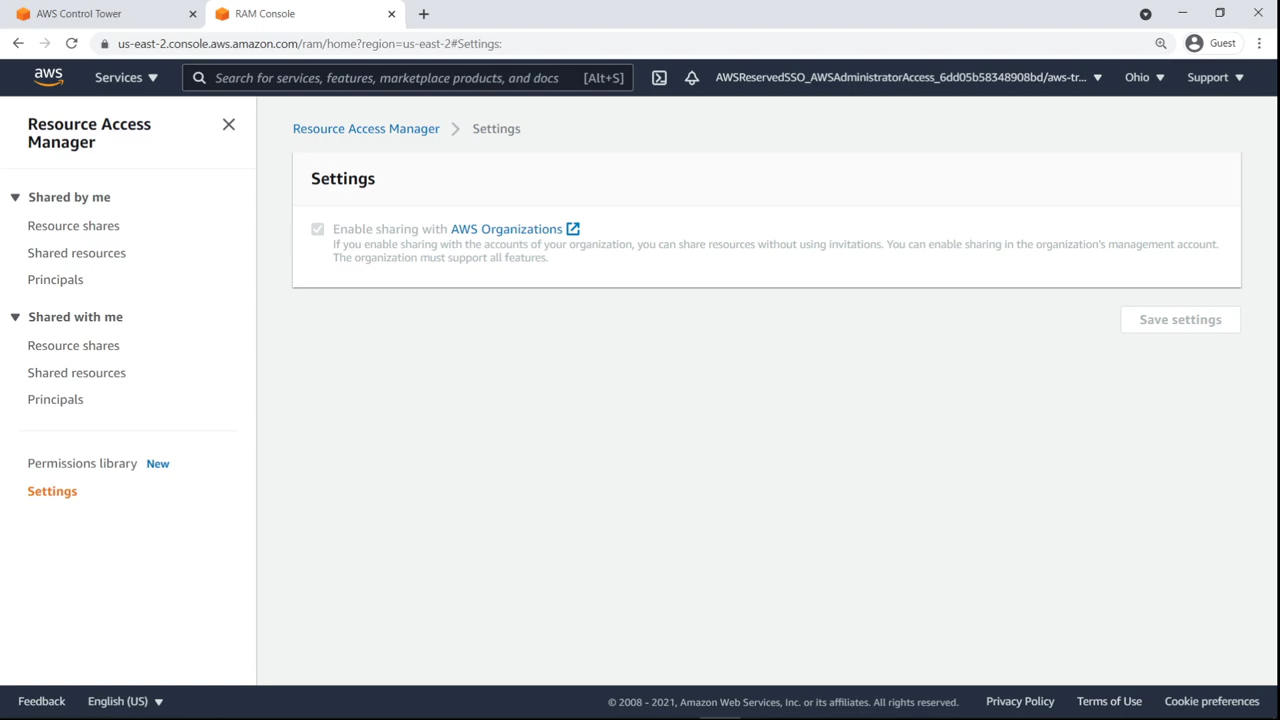 AWS Control Tower
RAM Console
us-east-2.console.aws.amazon.com/ram/home?region=us-east-2#Settings:
Guest
aws
Services
Search for services, features, marketplace products, and docs [Alt+S]
AWSReservedSSO_AWSAdministratorAccess_6dd05b58348908bd/aws-tr...
Ohio
Support
Resource Access
Manager
Shared by me
Resource shares
Shared resources
Principals
Shared with me
Resource shares
Shared resources
Principals
Permissions library New
Settings
Resource Access Manager > Settings
Settings
Enable sharing with AWS Organizations
If you enable sharing with the accounts of your organization, you can share resources without using invitations. You can enable sharing in the organization's management account.
The organization must support all features.
Save settings
Feedback
English (US)
© 2008 - 2021, Amazon Web Services, Inc. or its affiliates. All rights reserved.
Privacy Policy
Terms of Use
Cookie preferences